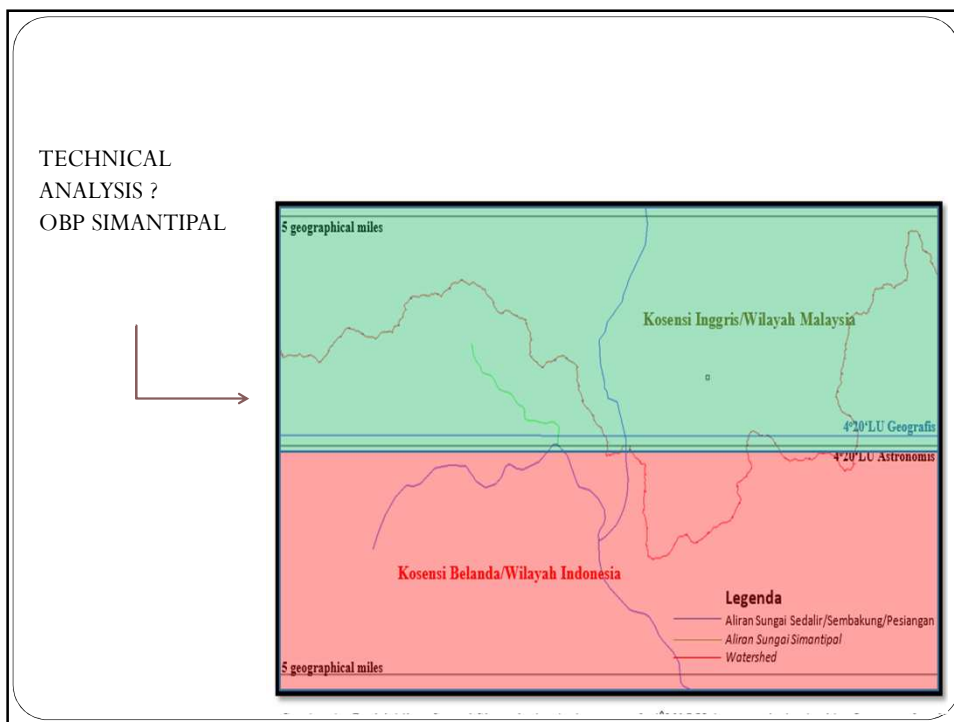 TECHNICAL
ANALYSIS ?
OBP SIMANTIPAL
5 geographical miles
Kosensi Inggris/Wilayah Malaysia
4°20'LU Geografis
4°20'LU Astronomis
Kosensi Belanda/Wilayah Indonesia
Legenda
Aliran Sungai Sedalir/Sembakung/Pesiangan
Aliran Sungai Simantipal
Watershed
5 geographical miles